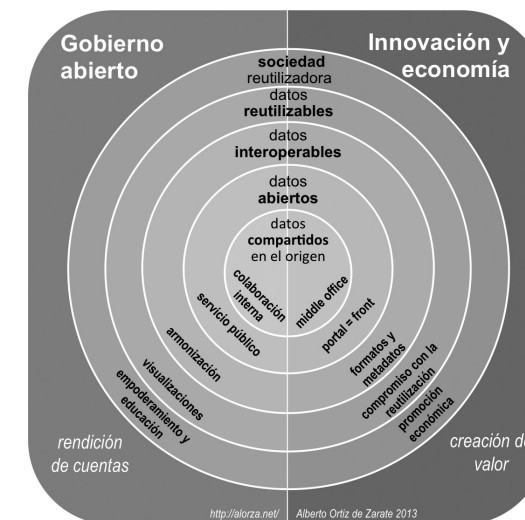 Gobierno
abierto
Innovación y
economía
sociedad
reutilizadora
datos
reutilizables
datos
interoperables
datos
abiertos
datos
compartidos
en el origen
colaboración
interna
middle office
servicio público
portal = front
armonización
formatos y
metadatos
visualizaciones
compromiso con la
reutilización
empoderamiento y
educación
promoción
económica
rendición
de cuentas
creación de
valor
http://alorza.net/
Alberto Ortiz de Zarate 2013